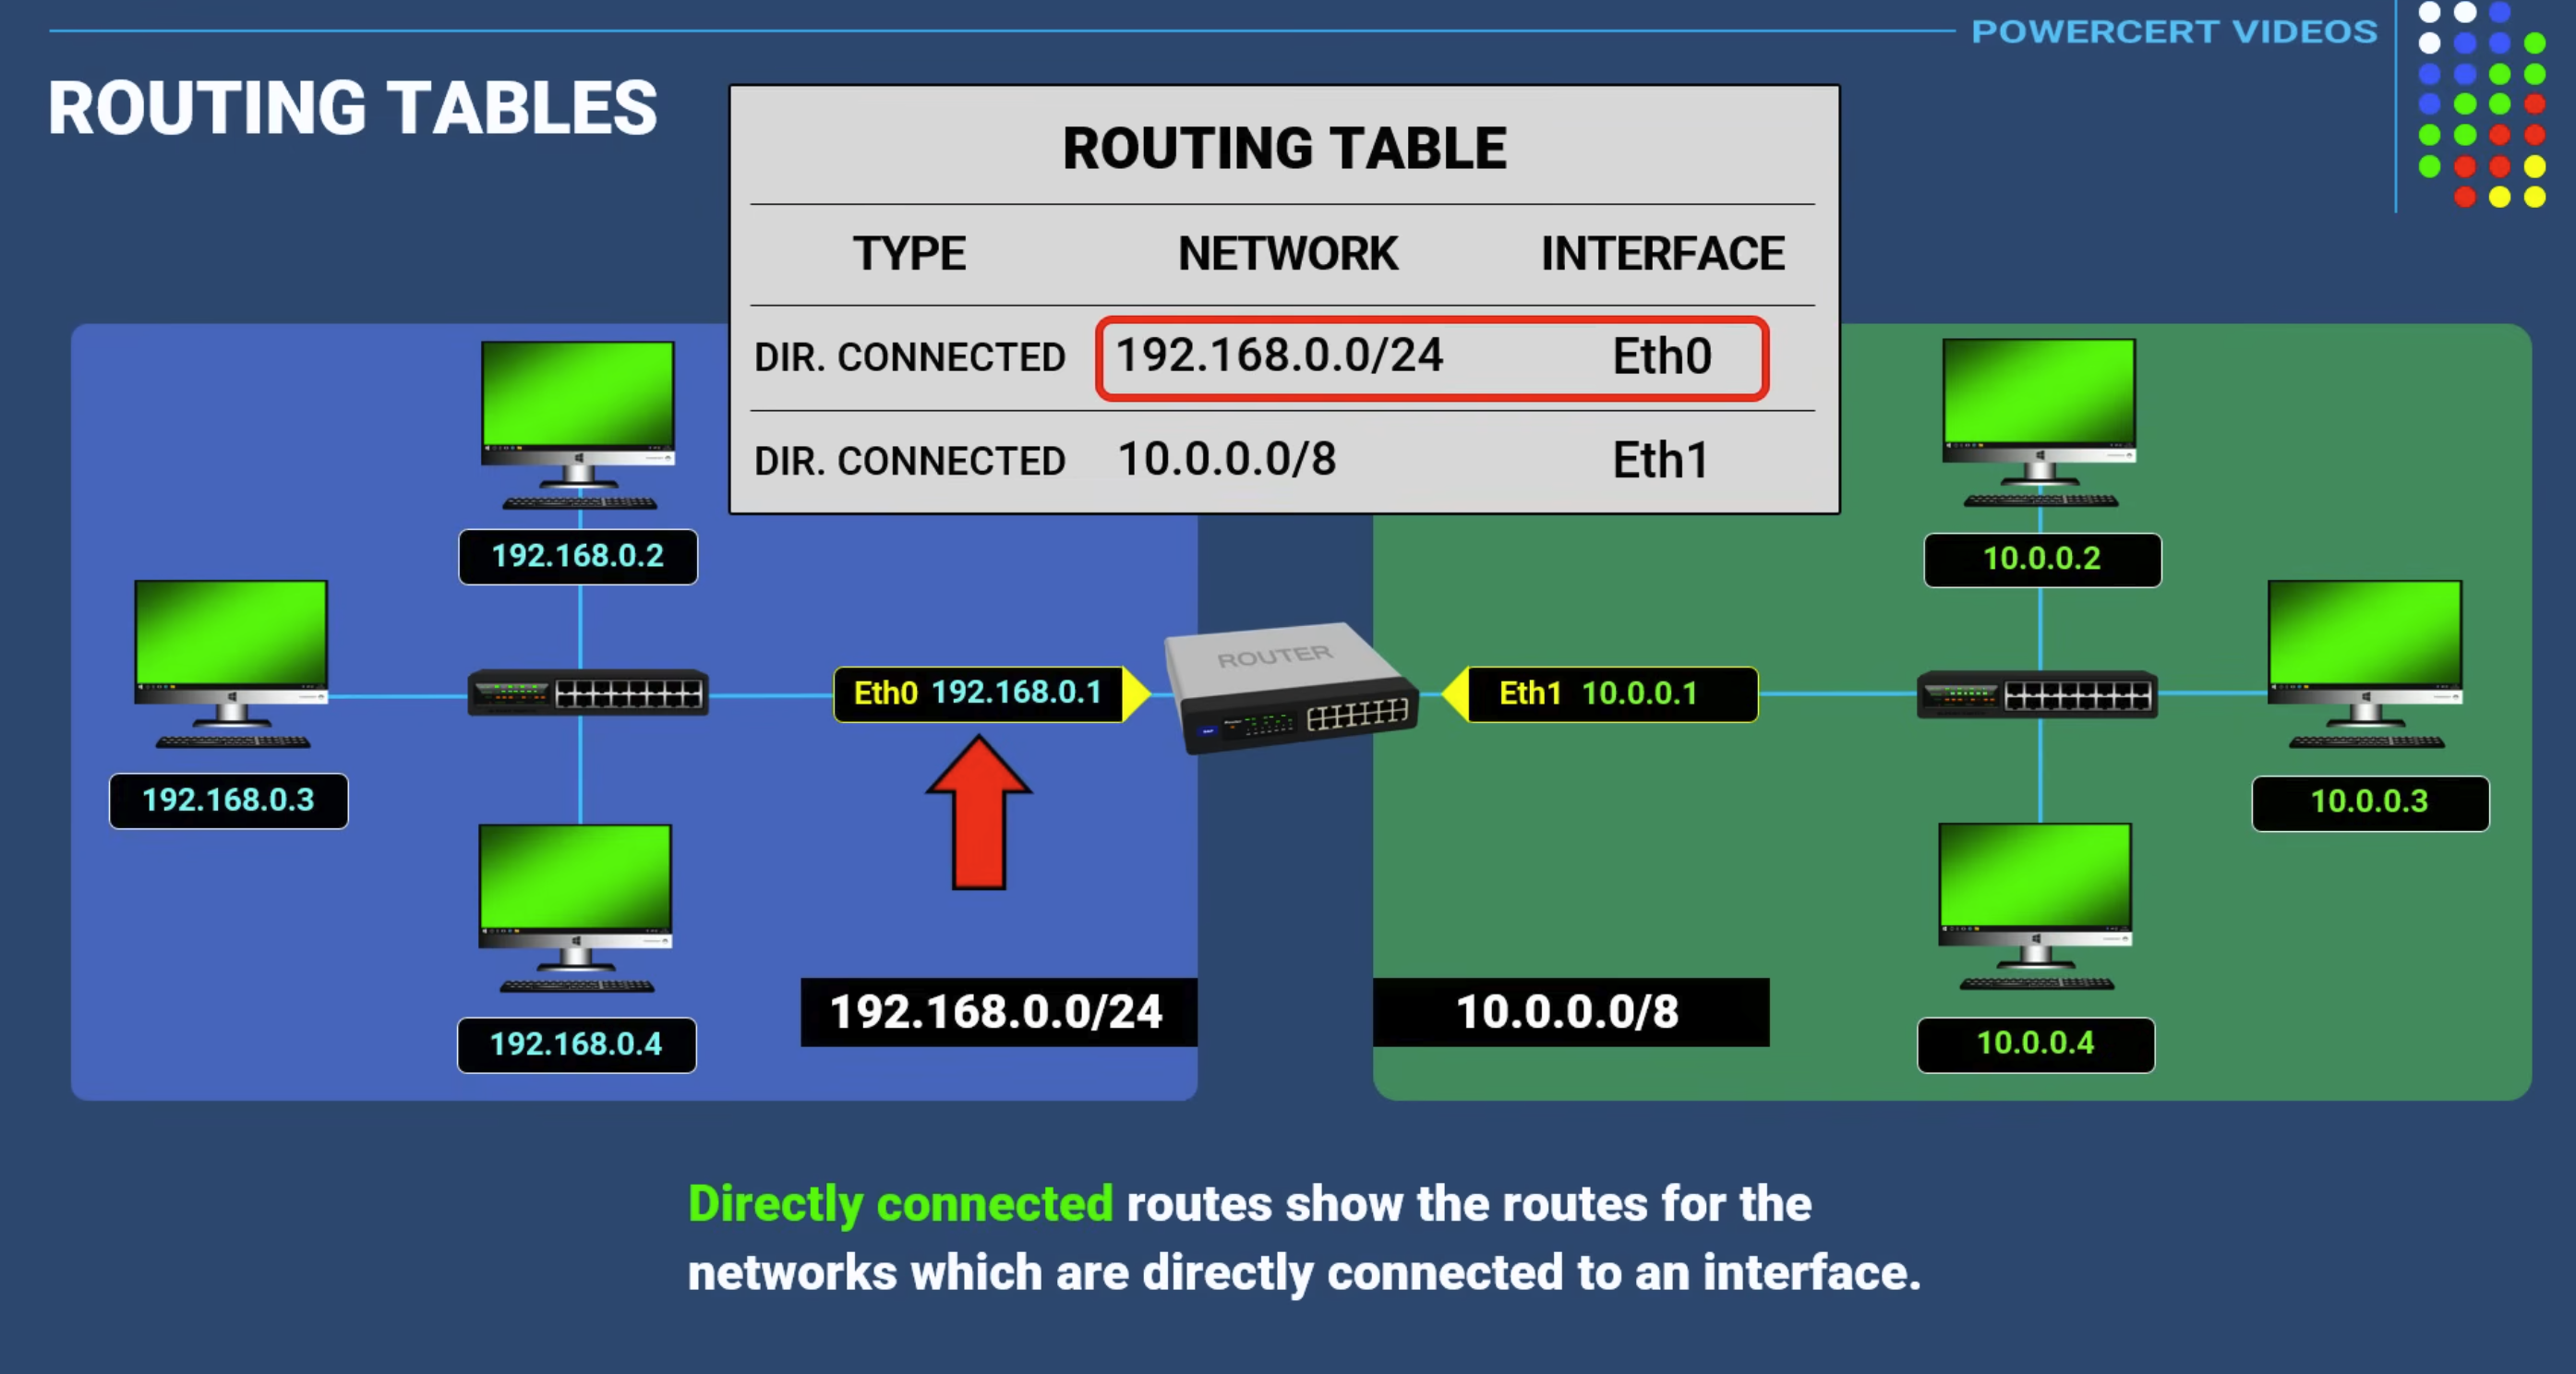 POWERCERT VIDEOS
ROUTING TABLES
ROUTING TABLE
TYPE NETWORK INTERFACE
DIR. CONNECTED 192.168.0.0/24 Eth0
DIR. CONNECTED 10.0.0.0/8 Eth1
192.168.0.2
10.0.0.2
ROUTER
Eth0 192.168.0.1
Eth1 10.0.0.1
192.168.0.3
10.0.0.3
192.168.0.0/24
10.0.0.0/8
192.168.0.4
10.0.0.4
Directly connected routes show the routes for the
networks which are directly connected to an interface.